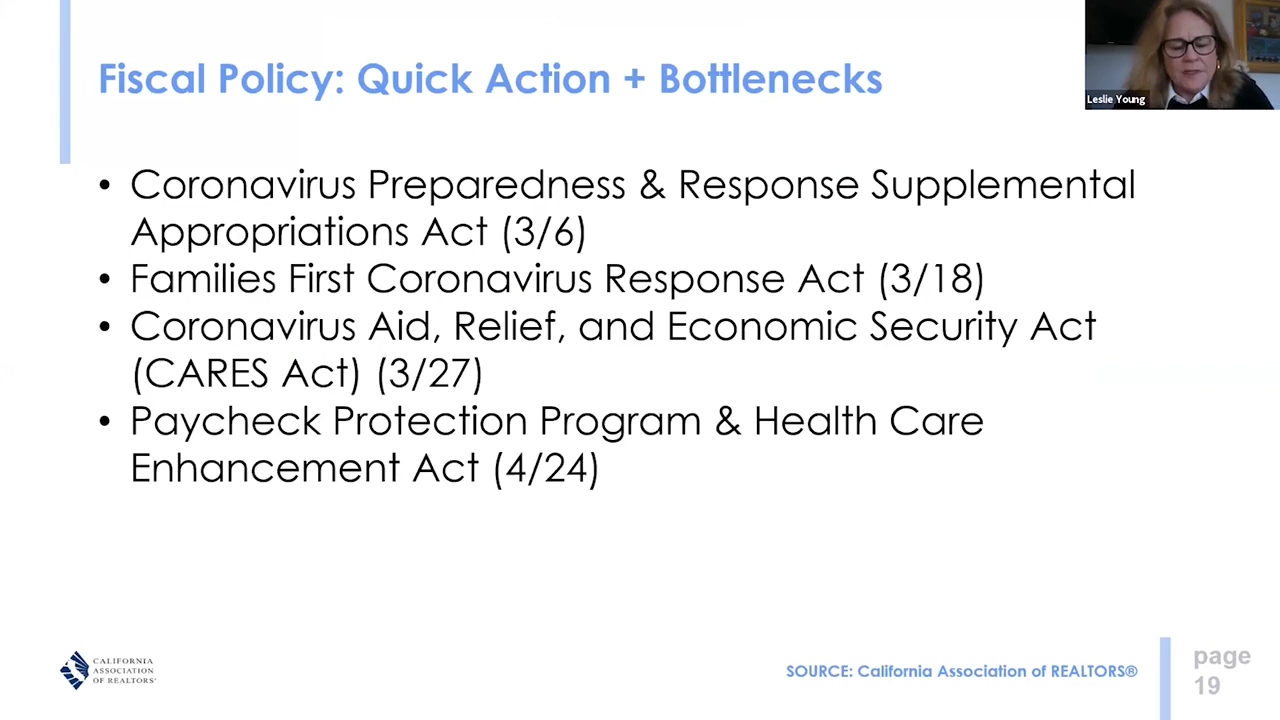 Fiscal Policy: Quick Action + Bottlenecks
Leslie Young
• Coronavirus Preparedness & Response Supplemental
Appropriations Act (3/6)
• Families First Coronavirus Response Act (3/18)
• Coronavirus Aid, Relief, and Economic Security Act
(CARES Act) (3/27)
• Paycheck Protection Program & Health Care
Enhancement Act (4/24)
CALIFORNIA
ASSOCIATION
OF REALTORS®
SOURCE: California Association of REALTORS®
page
19